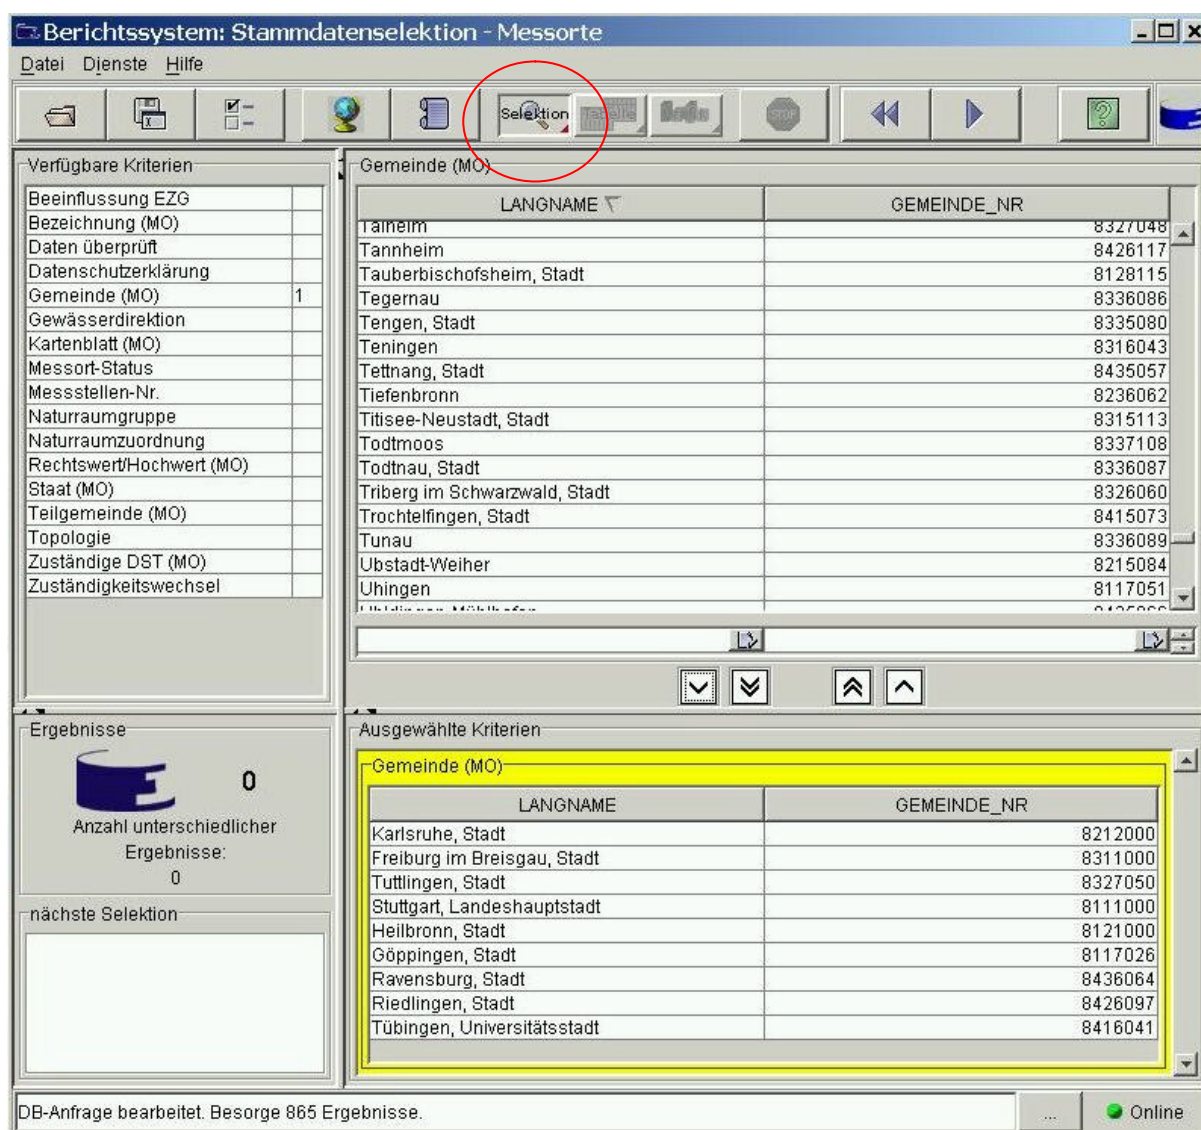 Berichtssystem: Stammdatenselektion - Messorte
Datei Dienste Hilfe
Selektion Tabelle STOP
Verfügbare Kriterien
Beeinflussung EZG
Bezeichnung (MO)
Daten überprüft
Datenschutzerklärung
Gemeinde (MO) 1
Gewässerdirektion
Kartenblatt (MO)
Messort-Status
Messstellen-Nr.
Naturraumgruppe
Naturraumzuordnung
Rechtswert/Hochwert (MO)
Staat (MO)
Teilgemeinde (MO)
Topologie
Zuständige DST (MO)
Zuständigkeitswechsel
Gemeinde (MO)
LANGNAME GEMEINDE_NR
Talheim 8327048
Tannheim 8426117
Tauberbischofsheim, Stadt 8128115
Tegernau 8336086
Tengen, Stadt 8335080
Teningen 8316043
Tettnang, Stadt 8435057
Tiefenbronn 8236062
Titisee-Neustadt, Stadt 8315113
Todtmoos 8337108
Todtnau, Stadt 8336087
Triberg im Schwarzwald, Stadt 8326060
Trochtelfingen, Stadt 8415073
Tunau 8336089
Ubstadt-Weiher 8215084
Uhingen 8117051
Ergebnisse
0
Anzahl unterschiedlicher
Ergebnisse:
0
nächste Selektion
Ausgewählte Kriterien
Gemeinde (MO)
LANGNAME GEMEINDE_NR
Karlsruhe, Stadt 8212000
Freiburg im Breisgau, Stadt 8311000
Tuttlingen, Stadt 8327050
Stuttgart, Landeshauptstadt 8111000
Heilbronn, Stadt 8121000
Göppingen, Stadt 8117026
Ravensburg, Stadt 8436064
Riedlingen, Stadt 8426097
Tübingen, Universitätsstadt 8416041
DB-Anfrage bearbeitet. Besorge 865 Ergebnisse. ... Online